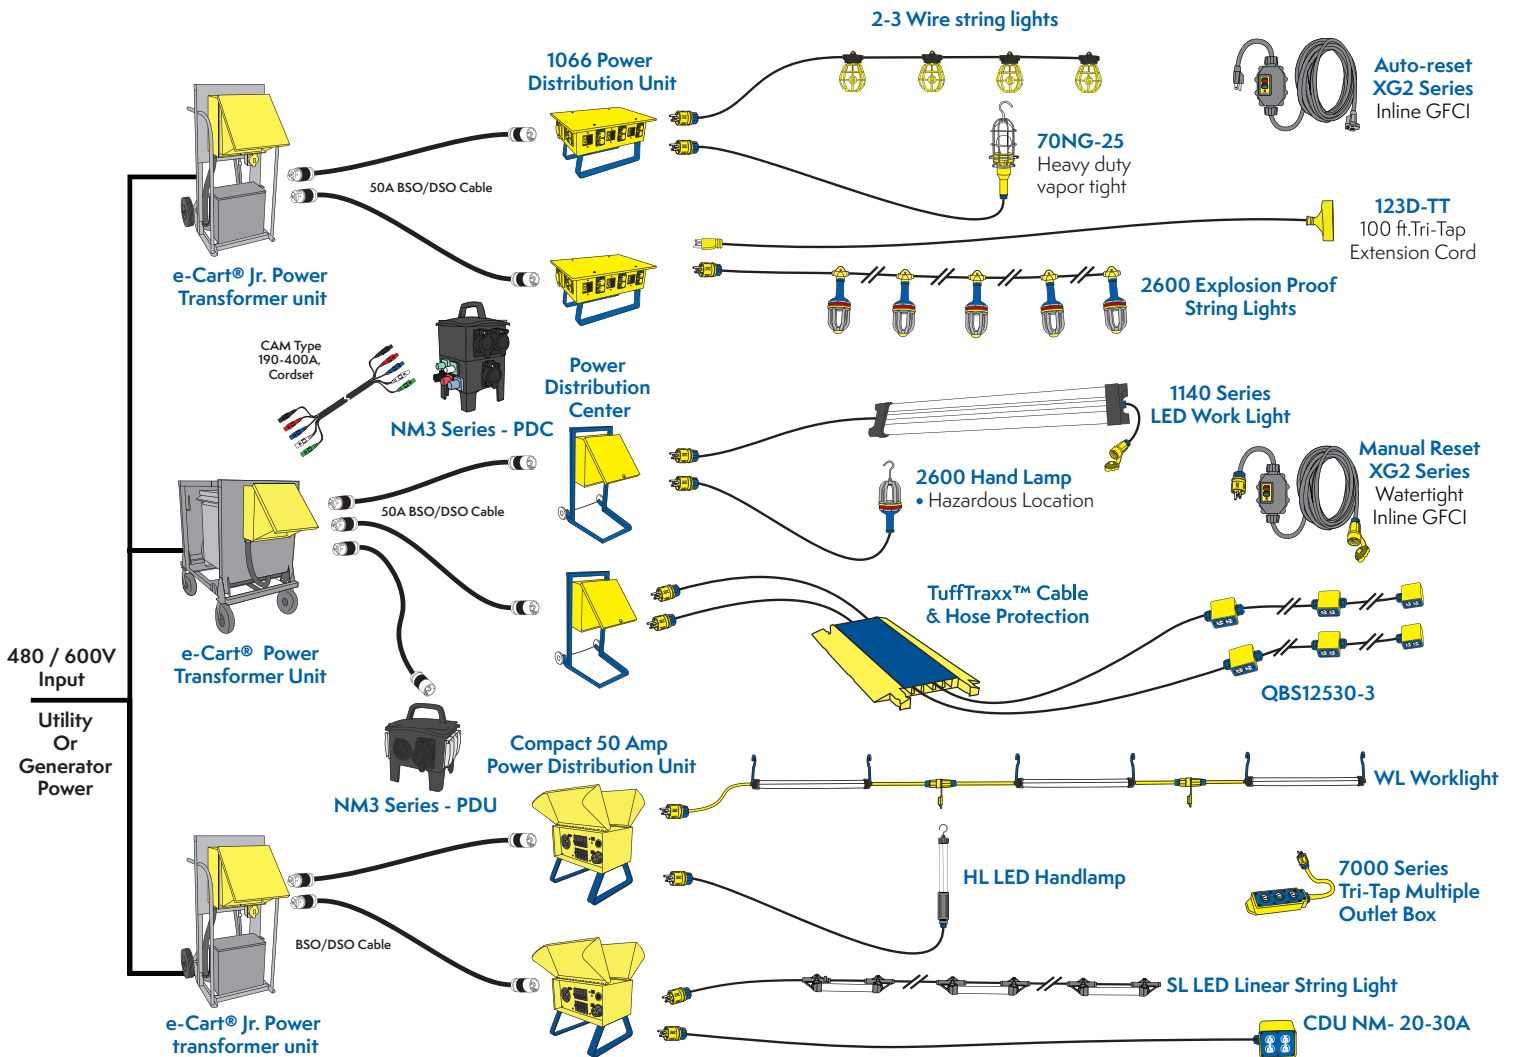 2-3 Wire string lights
1066 Power
Distribution Unit
Auto-reset
XG2 Series
Inline GFCI
70NG-25
Heavy duty
vapor tight
50A BSO/DSO Cable
123D-TT
100 ft.Tri-Tap
Extension Cord
e-Cart® Jr. Power
Transformer unit
2600 Explosion Proof
String Lights
CAM Type
190-400A,
Cordset
NM3 Series - PDC
Power
Distribution
Center
1140 Series
LED Work Light
2600 Hand Lamp
• Hazardous Location
Manual Reset
XG2 Series
Watertight
Inline GFCI
50A BSO/DSO Cable
TuffTraxx™ Cable
& Hose Protection
e-Cart® Power
Transformer Unit
480 / 600V
Input
Utility
Or
Generator
Power
QBS12530-3
NM3 Series - PDU
Compact 50 Amp
Power Distribution Unit
WL Worklight
HL LED Handlamp
7000 Series
Tri-Tap Multiple
Outlet Box
BSO/DSO Cable
SL LED Linear String Light
CDU NM- 20-30A
e-Cart® Jr. Power
transformer unit